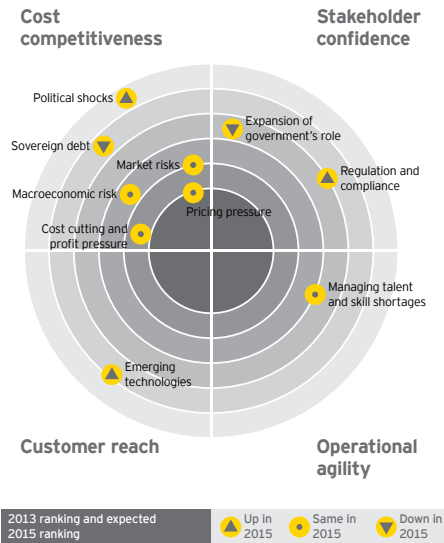 Cost
competitiveness
Stakeholder
confidence
Political shocks
Sovereign debt
Market risks
Macroeconomic risk
Cost cutting and
profit pressure
Pricing pressure
Expansion of
government's role
Regulation and
compliance
Managing talent
and skill shortages
Emerging
technologies
Customer reach
Operational
agility
2013 ranking and expected
2015 ranking
Up in
2015
Same in
2015
Down in
2015